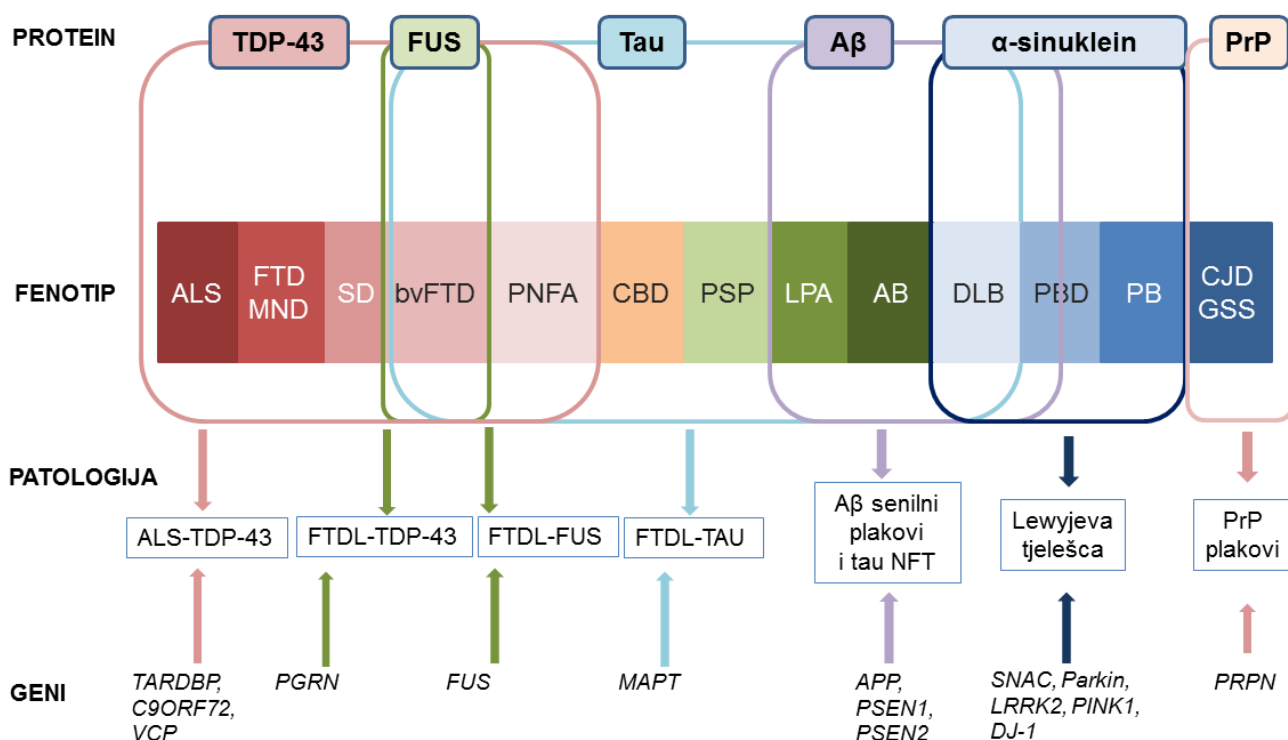 PROTEIN
TDP-43
FUS
Tau
Aβ
α-sinuklein
PrP
FENOTIP
ALS
FTD
MND
SD
bvFTD
PNFA
CBD
PSP
LPA
AB
DLB
PBD
PB
CJD
GSS
PATOLOGIJA
ALS-TDP-43
FTDL-TDP-43
FTDL-FUS
FTDL-TAU
Aβ senilni
plakovi
i tau NFT
Lewyjeva
tjelešca
PrP
plakovi
GENI
TARDBP,
C9ORF72,
VCP
PGRN
FUS
MAPT
APP,
PSEN1,
PSEN2
SNAC, Parkin,
LRRK2, PINK1,
DJ-1
PRPN